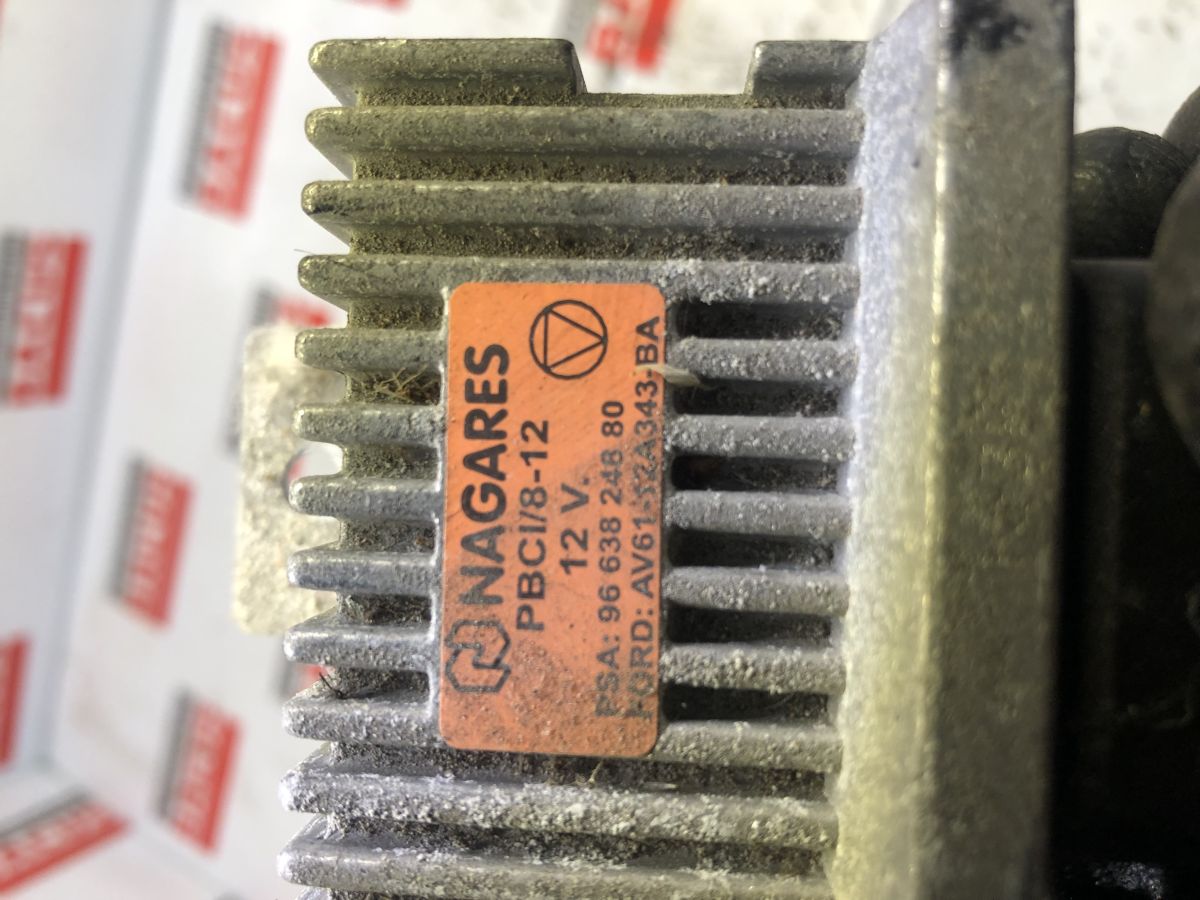 NAGARES
PBCI/8-12
12 V.
PSA: 96 638 248 80
FORD: AV61-12A343-BA